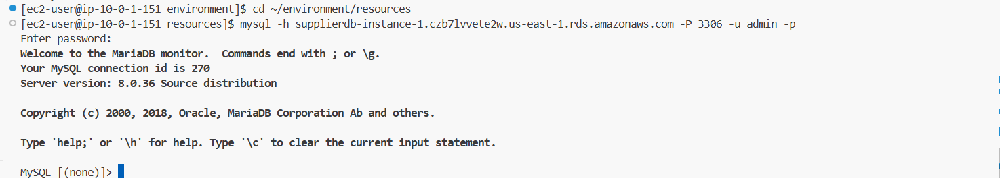 [ec2-user@ip-10-0-1-151 environment]$ cd ~/environment/resources
[ec2-user@ip-10-0-1-151 resources]$ mysql -h supplierdb-instance-1.czb7lvvete2w.us-east-1.rds.amazonaws.com -P 3306 -u admin -p
Enter password:
Welcome to the MariaDB monitor.  Commands end with ; or \g.
Your MySQL connection id is 270
Server version: 8.0.36 Source distribution

Copyright (c) 2000, 2018, Oracle, MariaDB Corporation Ab and others.

Type 'help;' or '\h' for help. Type '\c' to clear the current input statement.

MySQL [(none)]>